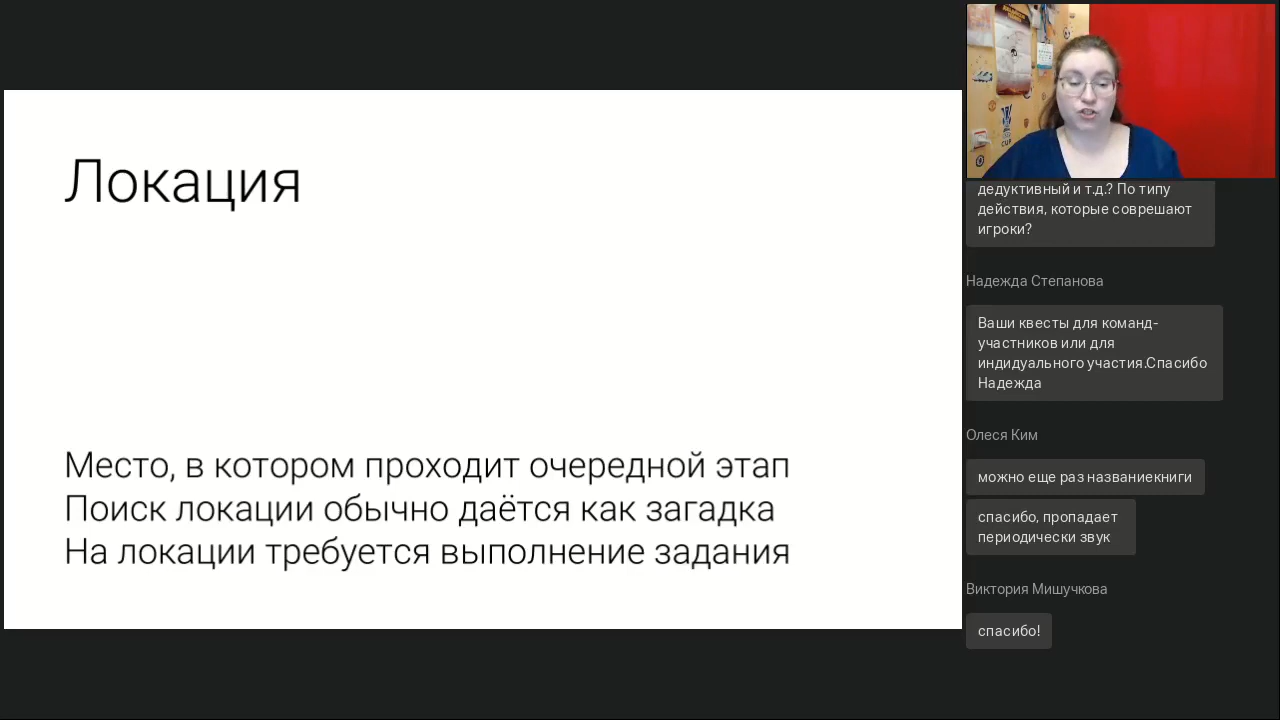 Локация
Место, в котором проходит очередной этап
Поиск локации обычно даётся как загадка
На локации требуется выполнение задания
дедуктивный и т.д.? По типу
действия, которые соврешают
игроки?
Надежда Степанова
Ваши квесты для команд-
участников или для
индидуального участия.Спасибо
Надежда
Олеся Ким
можно еще раз названиекниги
спасибо, пропадает
периодически звук
Виктория Мишучкова
спасибо!